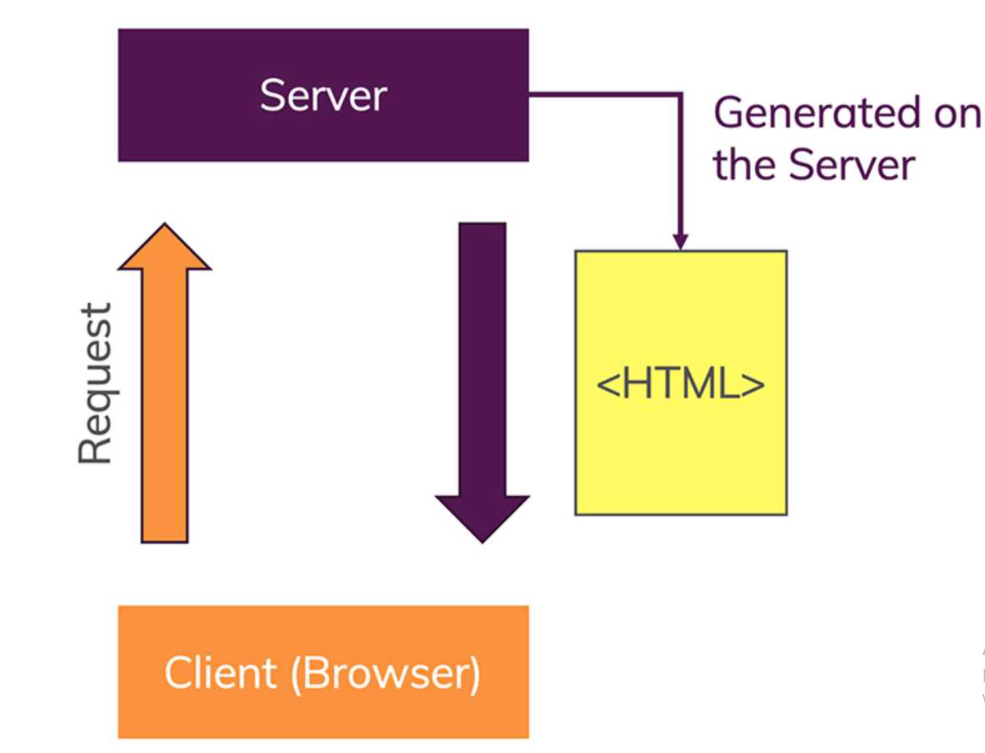 Server
Generated on
the Server
Request
<HTML>
Client (Browser)